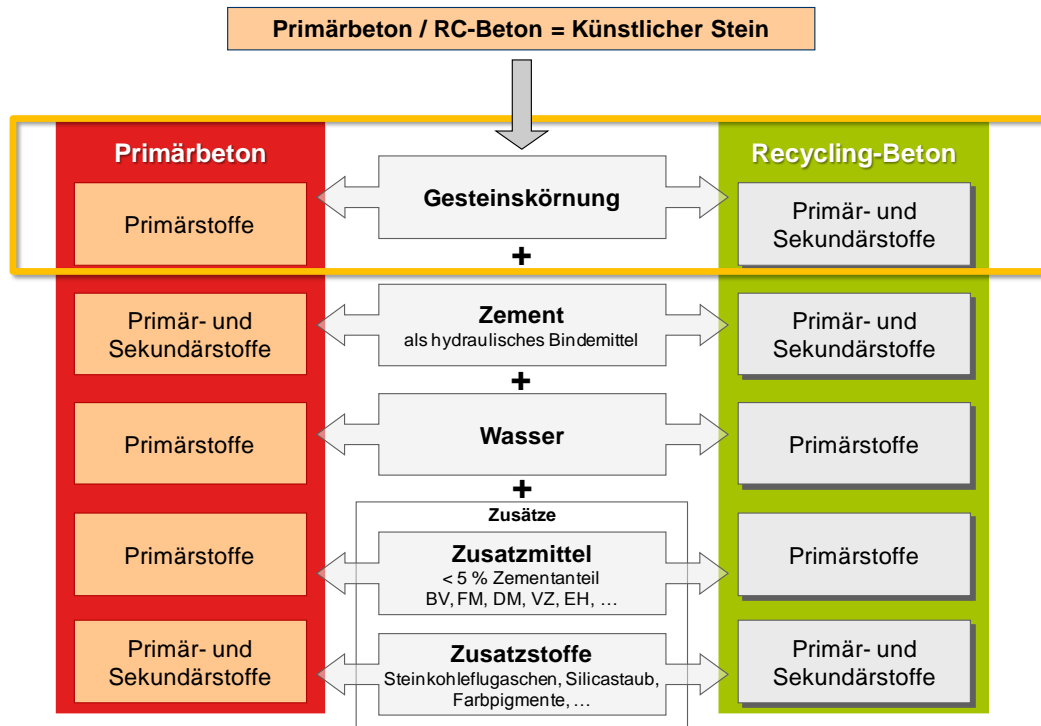 Primärbeton / RC-Beton = Künstlicher Stein
Primärbeton
Recycling-Beton
Primärstoffe
Gesteinskörnung
Primär- und
Sekundärstoffe
+
Primär- und
Sekundärstoffe
Zement
als hydraulisches Bindemittel
Primär- und
Sekundärstoffe
+
Primärstoffe
Wasser
Primärstoffe
+
Zusätze
Primärstoffe
Zusatzmittel
< 5 % Zementanteil
BV, FM, DM, VZ, EH, …
Primärstoffe
Primär- und
Sekundärstoffe
Zusatzstoffe
Steinkohleflugaschen, Silicastaub,
Farbpigmente, …
Primär- und
Sekundärstoffe